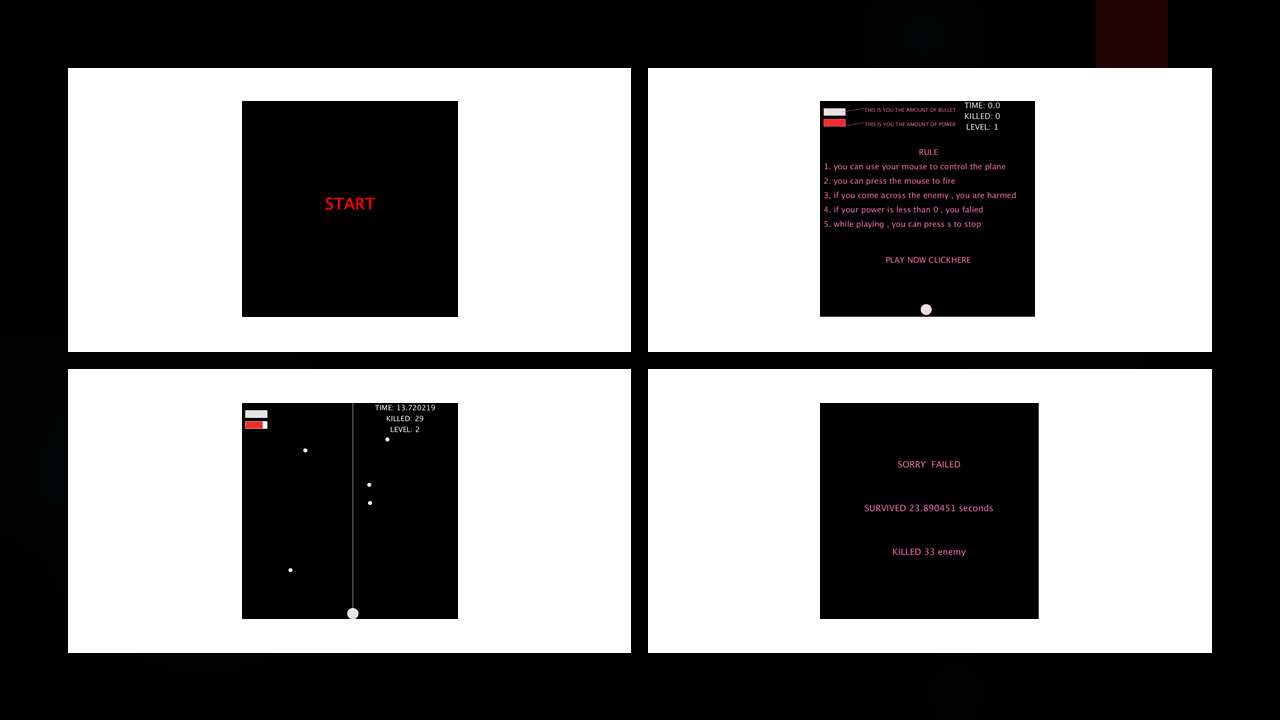 START
THIS IS YOU THE AMOUNT OF BULLET
THIS IS YOU THE AMOUNT OF POWER
TIME: 0.0
KILLED: 0
LEVEL: 1
RULE
1. you can use your mouse to control the plane
2. you can press the mouse to fire
3, if you come across the enemy , you are harmed
4. if your power is less than 0 , you falied
5. while playing , you can press s to stop
PLAY NOW CLICKHERE
TIME: 13.720219
KILLED: 29
LEVEL: 2
SORRY  FAILED
SURVIVED 23.890451 seconds
KILLED 33 enemy